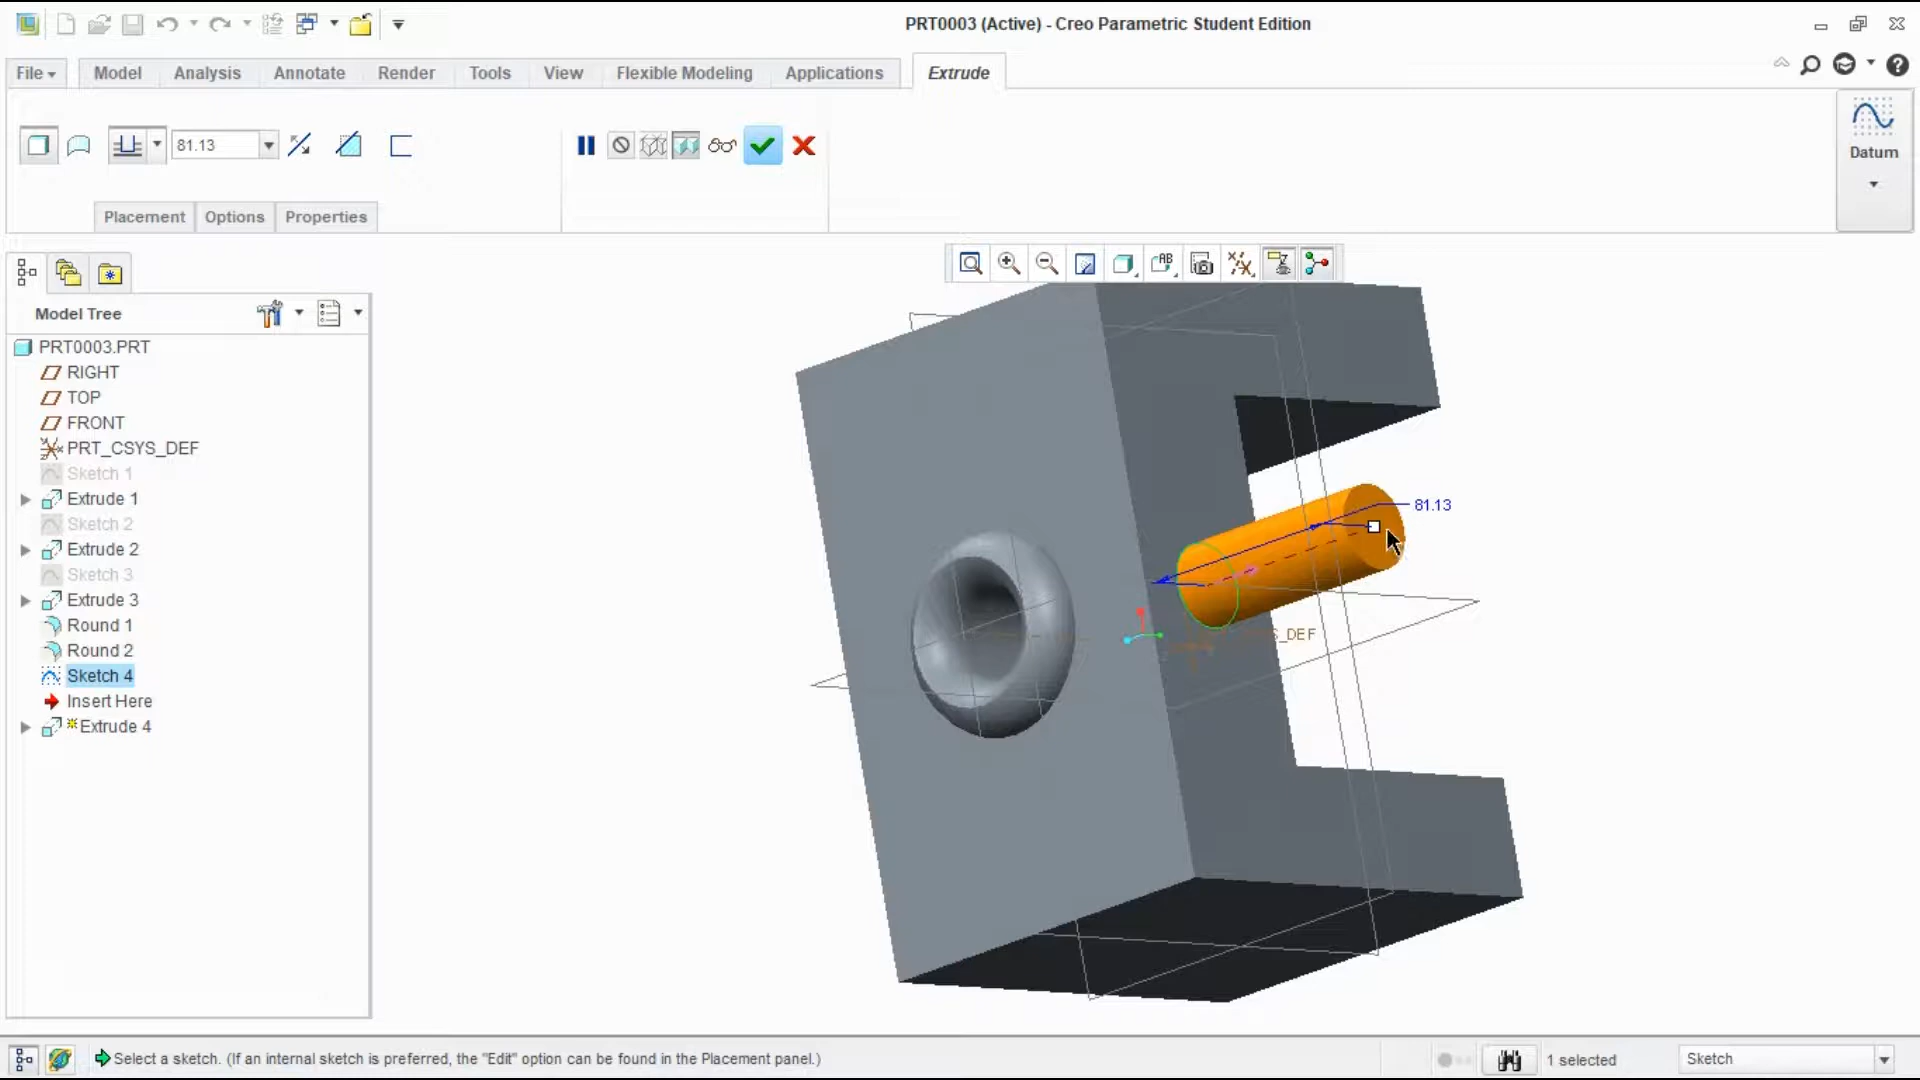 PRT0003 (Active) - Creo Parametric Student Edition
File Model Analysis Annotate Render Tools View Flexible Modeling Applications Extrude
81.13
Datum
Placement Options Properties
AB
Model Tree
PRT0003.PRT
RIGHT
TOP
FRONT
PRT_CSYS_DEF
Sketch 1
Extrude 1
Sketch 2
Extrude 2
Sketch 3
Extrude 3
Round 1
Round 2
Sketch 4
Insert Here
Extrude 4
81.13
S_DEF
Select a sketch. (If an internal sketch is preferred, the "Edit" option can be found in the Placement panel.)
1 selected
Sketch